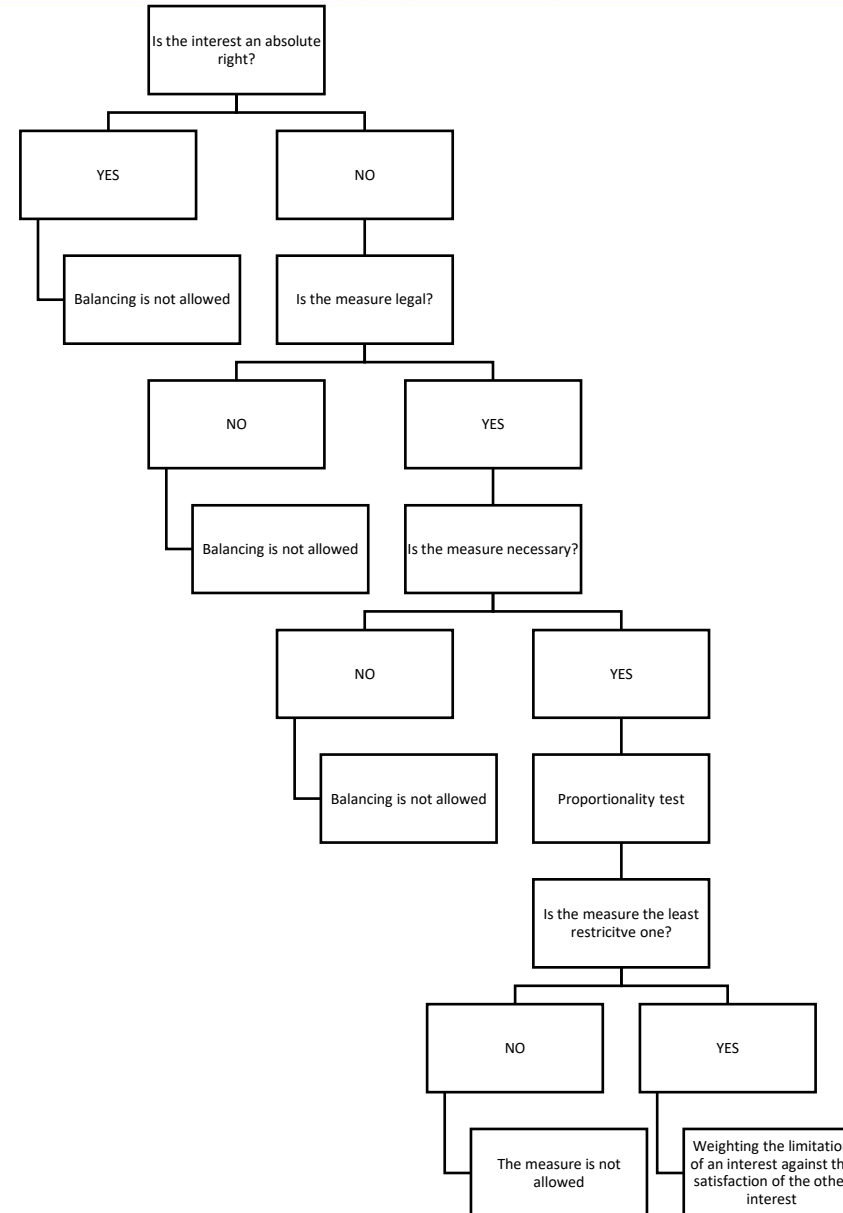 Is the interest an absolute
right?
YES
NO
Balancing is not allowed
Is the measure legal?
NO
YES
Balancing is not allowed
Is the measure necessary?
NO
YES
Balancing is not allowed
Proportionality test
Is the measure the least
restricitve one?
NO
YES
The measure is not
allowed
Weighting the limitatio
of an interest against th
satisfaction of the othe
interest